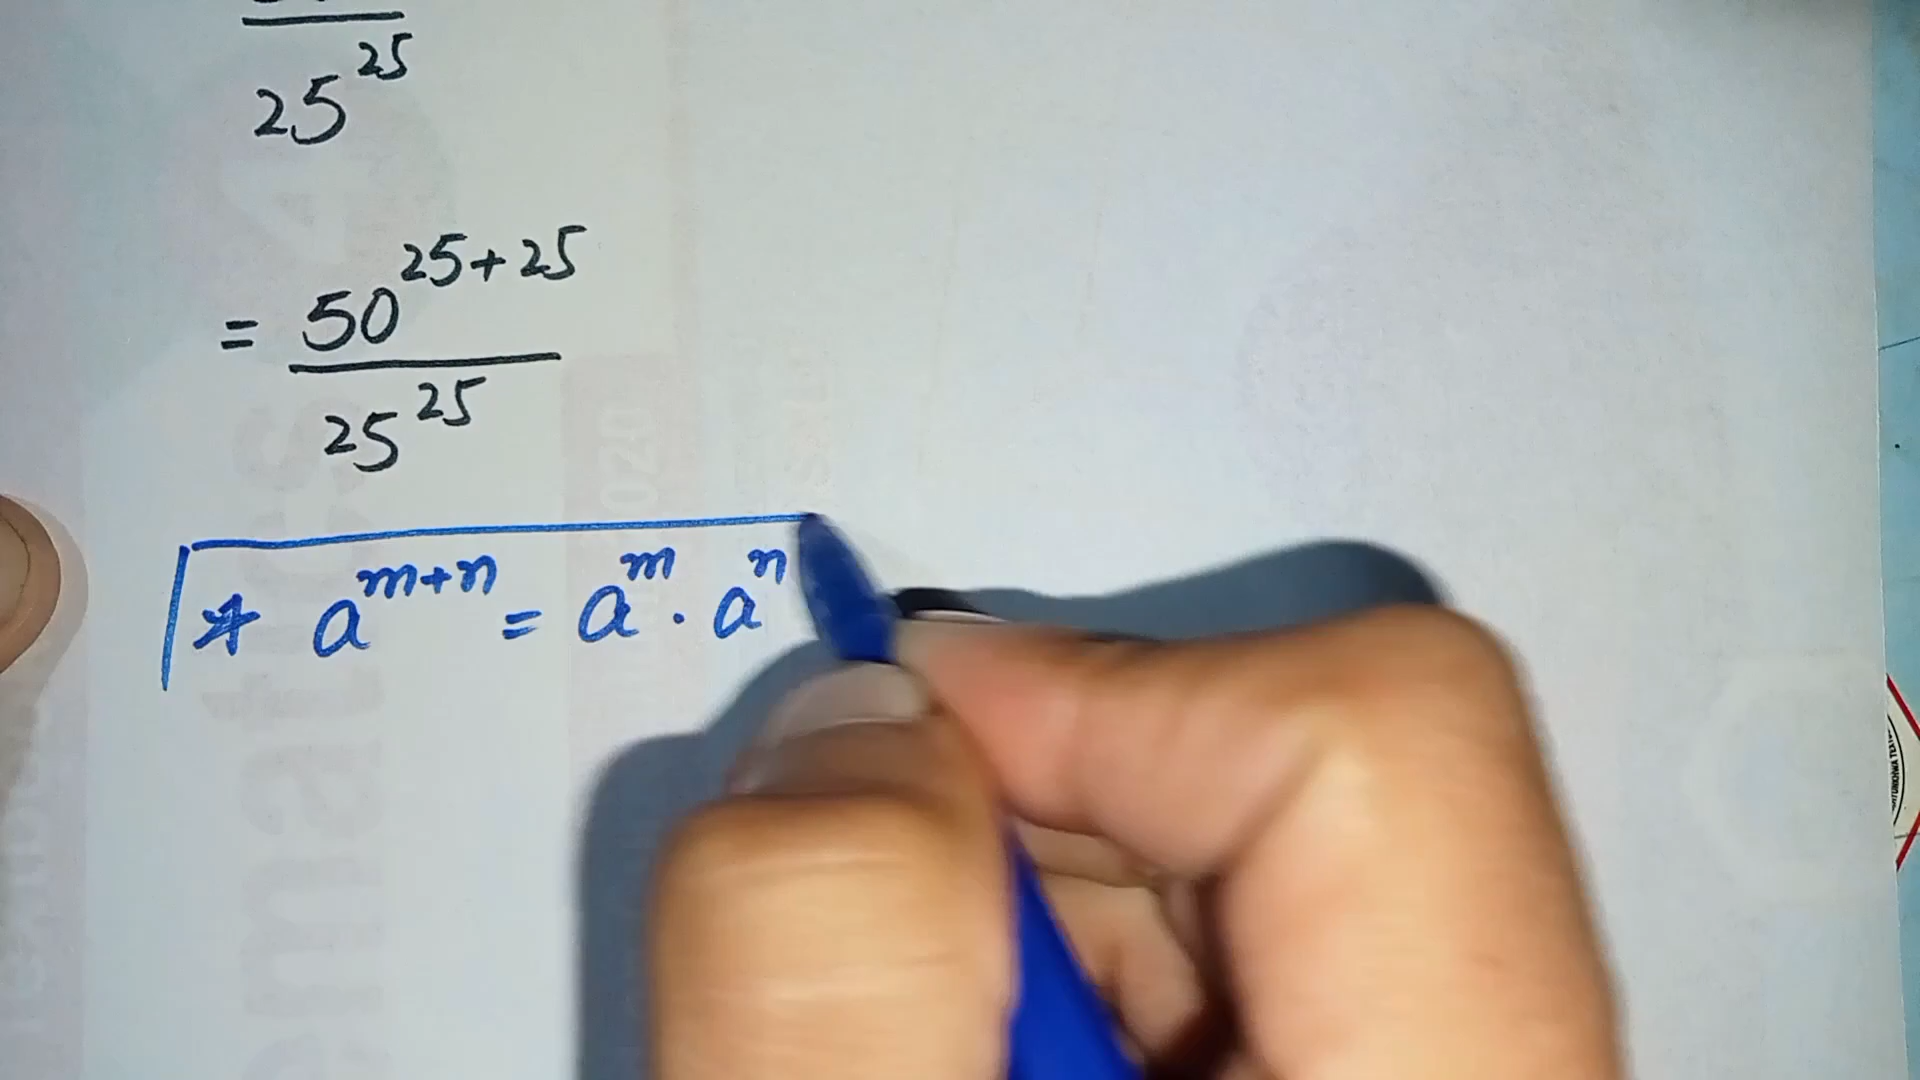 25^25
= 50^25+25
25^25
* a^m+n = a^m . a^n